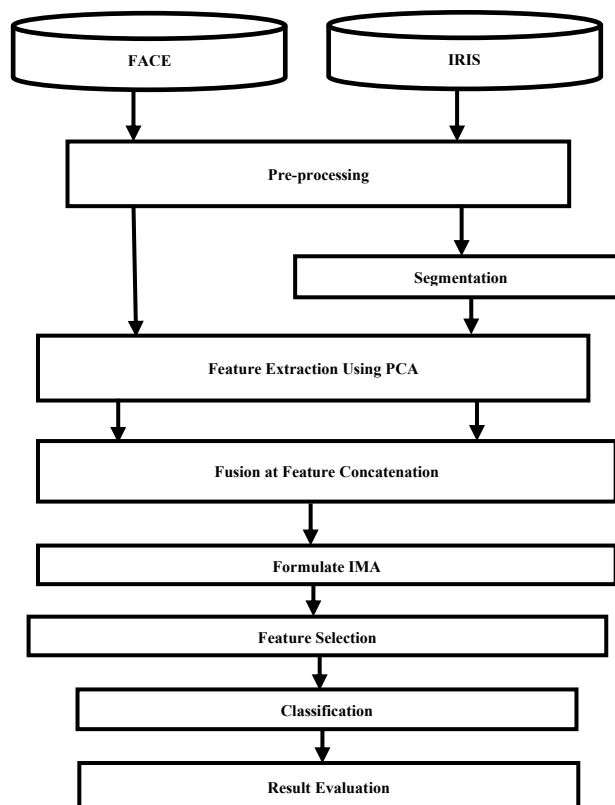 FACE
IRIS
Pre-processing
Segmentation
Feature Extraction Using PCA
Fusion at Feature Concatenation
Formulate IMA
Feature Selection
Classification
Result Evaluation